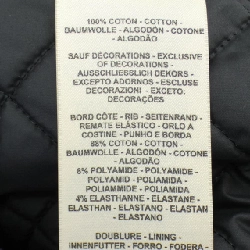 100% COTON - COTTON -
BAUMWOLLE - ALGODÓN - COTONE
- ALGODÃO
SAUF DÉCORATIONS - EXCLUSIVE
OF DECORATIONS -
AUSSCHLIESSLICH DEKORS -
EXCEPTO ADORNOS - ESCLUSE
DECORAZIONI - EXCETO
DECORAÇÕES
BORD CÔTE - RIB - SEITENRAND -
REMATE ELÁSTICO - ORLO A
COSTINE - PUNHO E BORDA
88% COTON - COTTON -
BAUMWOLLE - ALGODÓN - COTONE
- ALGODÃO
8% POLYAMIDE - POLYAMIDE -
POLYAMID - POLIAMIDA -
POLIAMMIDE - POLIAMIDA
4% ELASTHANNE - ELASTANE -
ELASTHAN - ELASTANO - ELASTAN
- ELASTANO
DOUBLURE - LINING -
INNENFUTTER - FORRO - FODERA